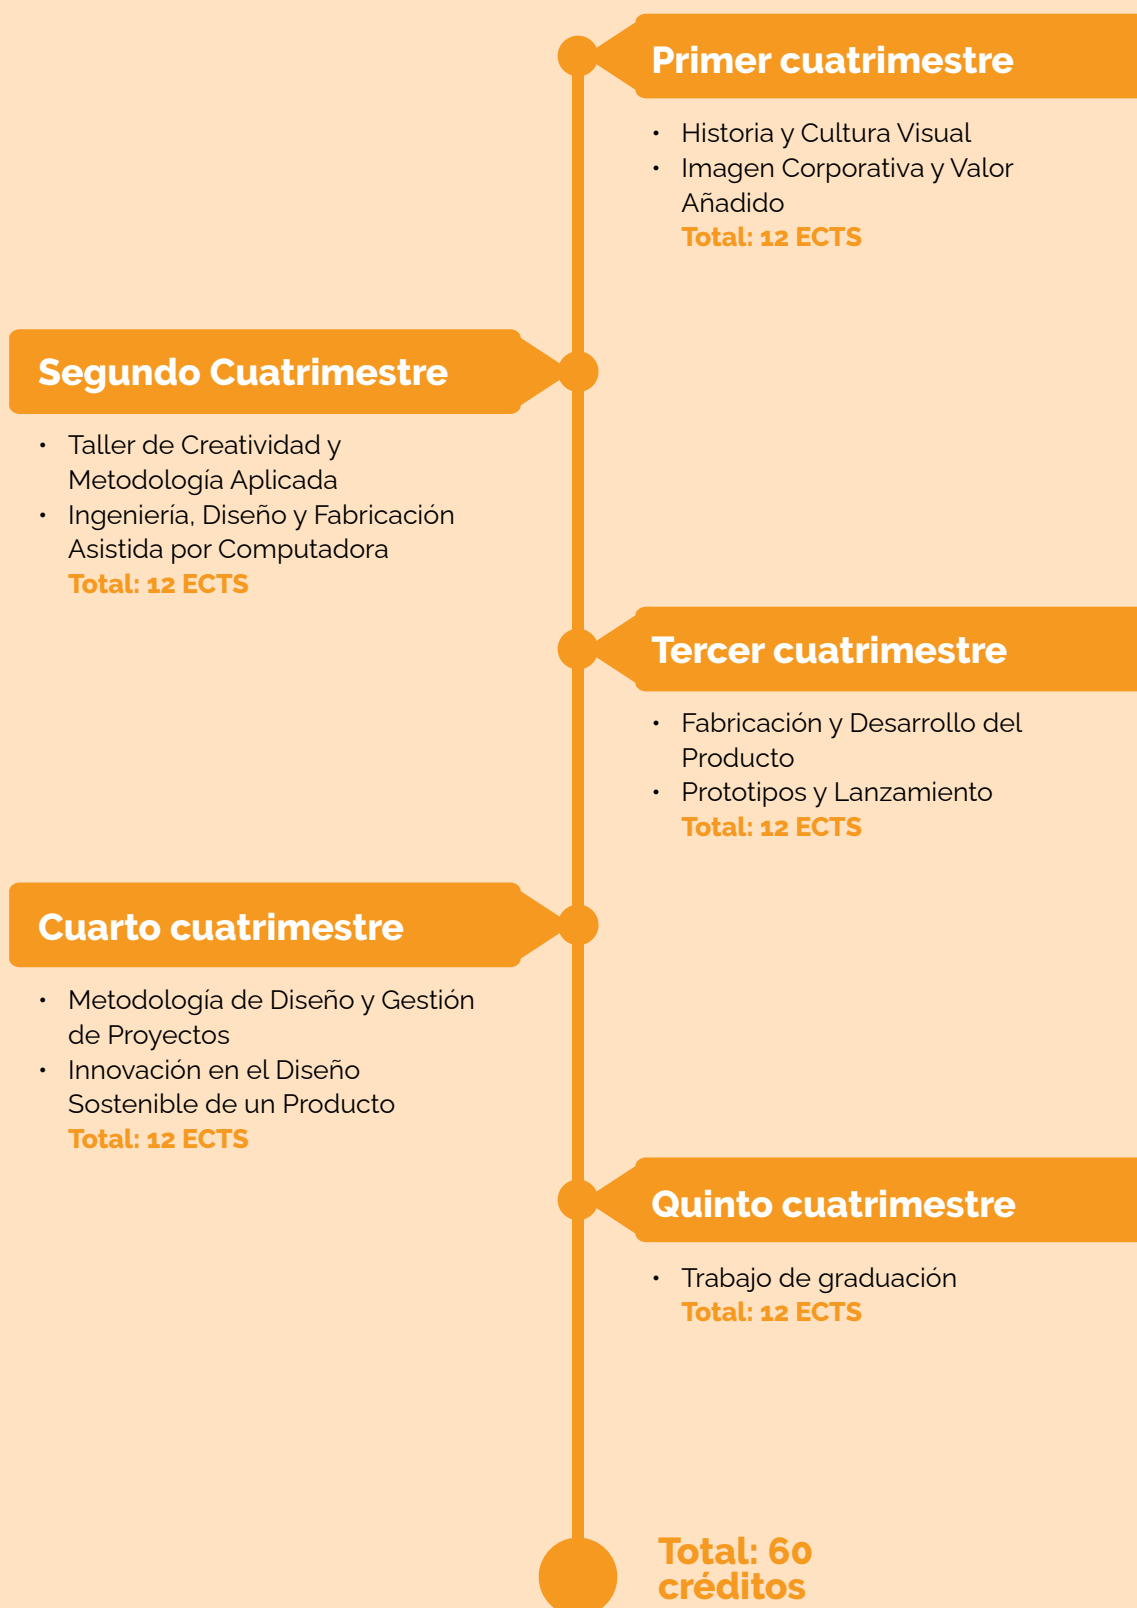 Primer cuatrimestre
• Historia y Cultura Visual
• Imagen Corporativa y Valor
Añadido
Total: 12 ECTS
Segundo Cuatrimestre
• Taller de Creatividad y
Metodología Aplicada
• Ingeniería, Diseño y Fabricación
Asistida por Computadora
Total: 12 ECTS
Tercer cuatrimestre
• Fabricación y Desarrollo del
Producto
• Prototipos y Lanzamiento
Total: 12 ECTS
Cuarto cuatrimestre
• Metodología de Diseño y Gestión
de Proyectos
• Innovación en el Diseño
Sostenible de un Producto
Total: 12 ECTS
Quinto cuatrimestre
• Trabajo de graduación
Total: 12 ECTS
Total: 60
créditos